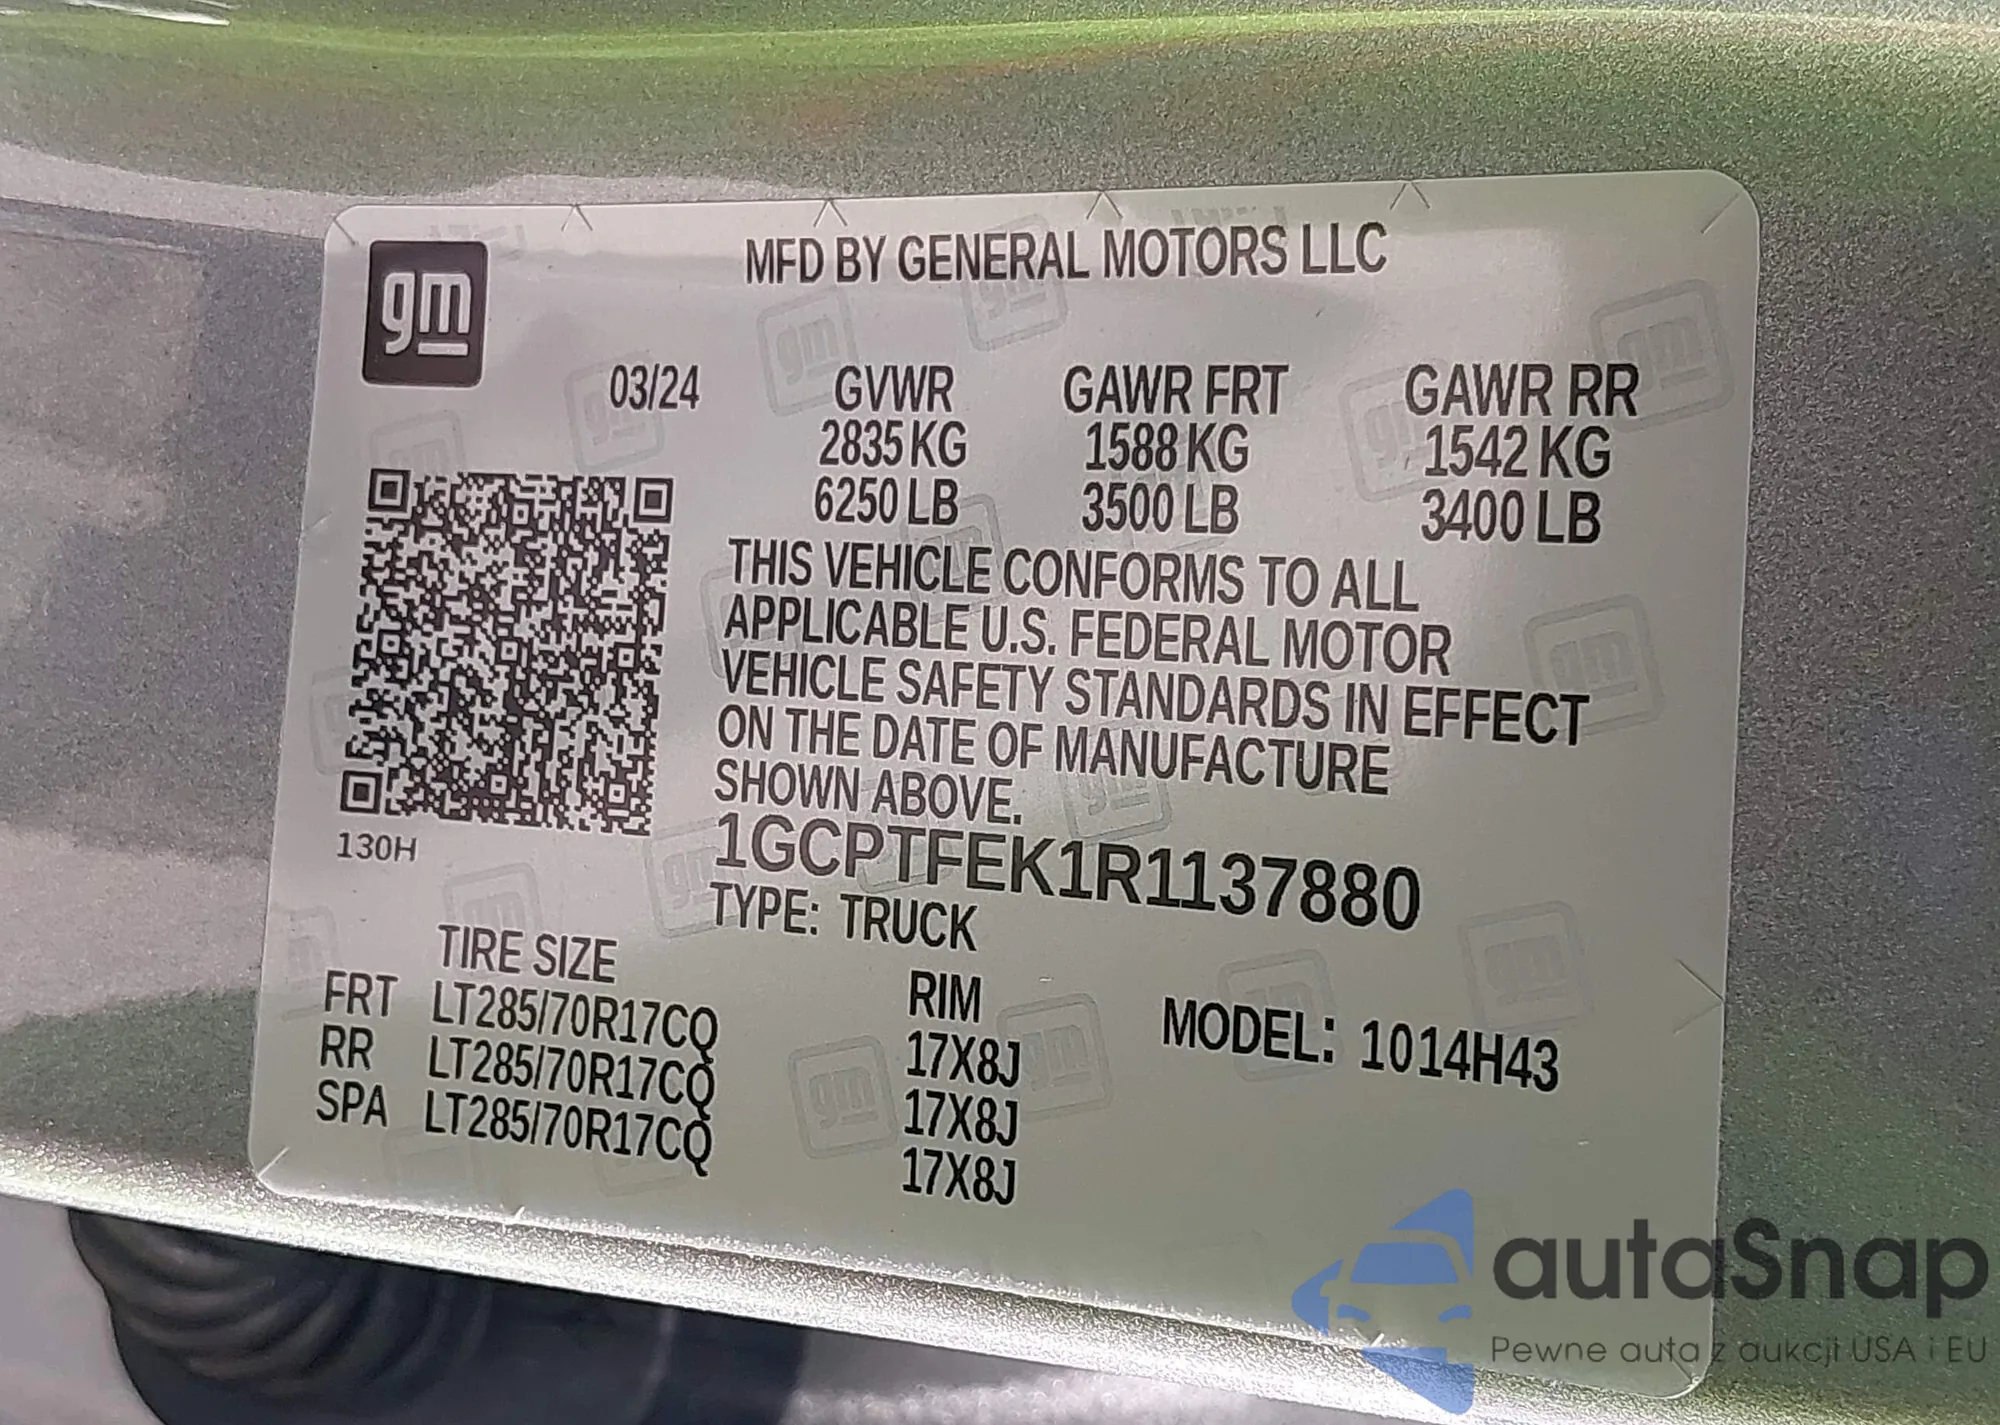 gm
MFD BY GENERAL MOTORS LLC
03/24 GVWR GAWR FRT GAWR RR
2835 KG 1588 KG 1542 KG
6250 LB 3500 LB 3400 LB
THIS VEHICLE CONFORMS TO ALL
APPLICABLE U.S. FEDERAL MOTOR
VEHICLE SAFETY STANDARDS IN EFFECT
ON THE DATE OF MANUFACTURE
SHOWN ABOVE.
130H
1GCPTFEK1R1137880
TYPE: TRUCK
TIRE SIZE RIM
FRT LT285/70R17CQ 17X8J
RR LT285/70R17CQ 17X8J
SPA LT285/70R17CQ 17X8J
MODEL: 1014H43
autaSnap
Pewne auta z aukcji USA i EU